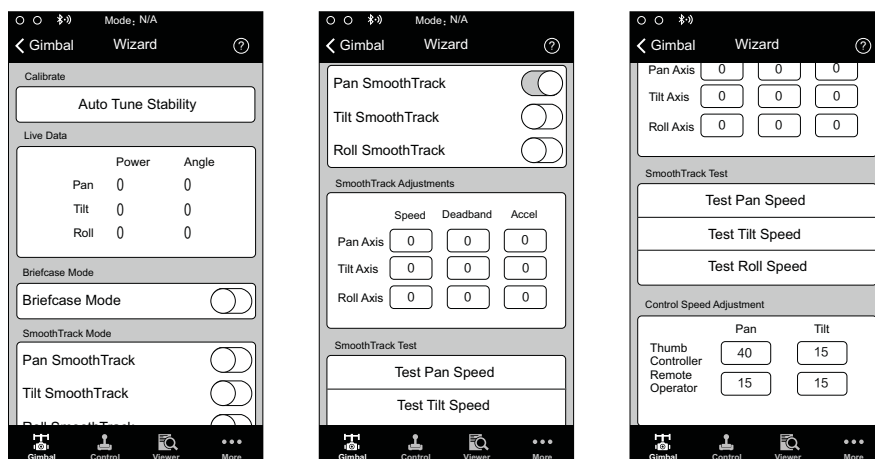 Mode: N/A
Gimbal Wizard ?
Calibrate
Auto Tune Stability
Live Data
Power Angle
Pan 0 0
Tilt 0 0
Roll 0 0
Briefcase Mode
Briefcase Mode
SmoothTrack Mode
Pan SmoothTrack
Tilt SmoothTrack
Roll SmoothTrack
Gimbal Control Viewer More
Mode: N/A
Gimbal Wizard ?
Pan SmoothTrack
Tilt SmoothTrack
Roll SmoothTrack
SmoothTrack Adjustments
Speed Deadband Accel
Pan Axis 0 0 0
Tilt Axis 0 0 0
Roll Axis 0 0 0
SmoothTrack Test
Test Pan Speed
Test Tilt Speed
Gimbal Control Viewer More
Gimbal Wizard ?
Pan Axis 0 0 0
Tilt Axis 0 0 0
Roll Axis 0 0 0
SmoothTrack Test
Test Pan Speed
Test Tilt Speed
Test Roll Speed
Control Speed Adjustment
Pan Tilt
Thumb
Controller 40 15
Remote
Operator 15 15
Gimbal Control Viewer More